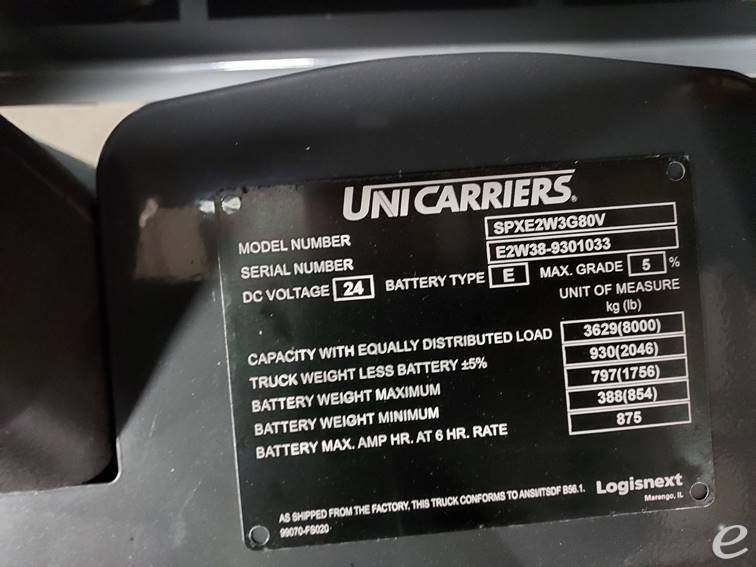 UNICARRIERS®
MODEL NUMBER SPXE2W3G80V
SERIAL NUMBER E2W38-9301033
DC VOLTAGE 24 BATTERY TYPE E MAX. GRADE 5 %
UNIT OF MEASURE
kg (lb)
CAPACITY WITH EQUALLY DISTRIBUTED LOAD 3629(8000)
TRUCK WEIGHT LESS BATTERY ±5% 930(2046)
BATTERY WEIGHT MAXIMUM 797(1756)
BATTERY WEIGHT MINIMUM 388(854)
BATTERY MAX. AMP HR. AT 6 HR. RATE 875
AS SHIPPED FROM THE FACTORY, THIS TRUCK CONFORMS TO ANSI/ITSDF B56.1.
99070-FS020
Logisnext
Marengo, IL
e